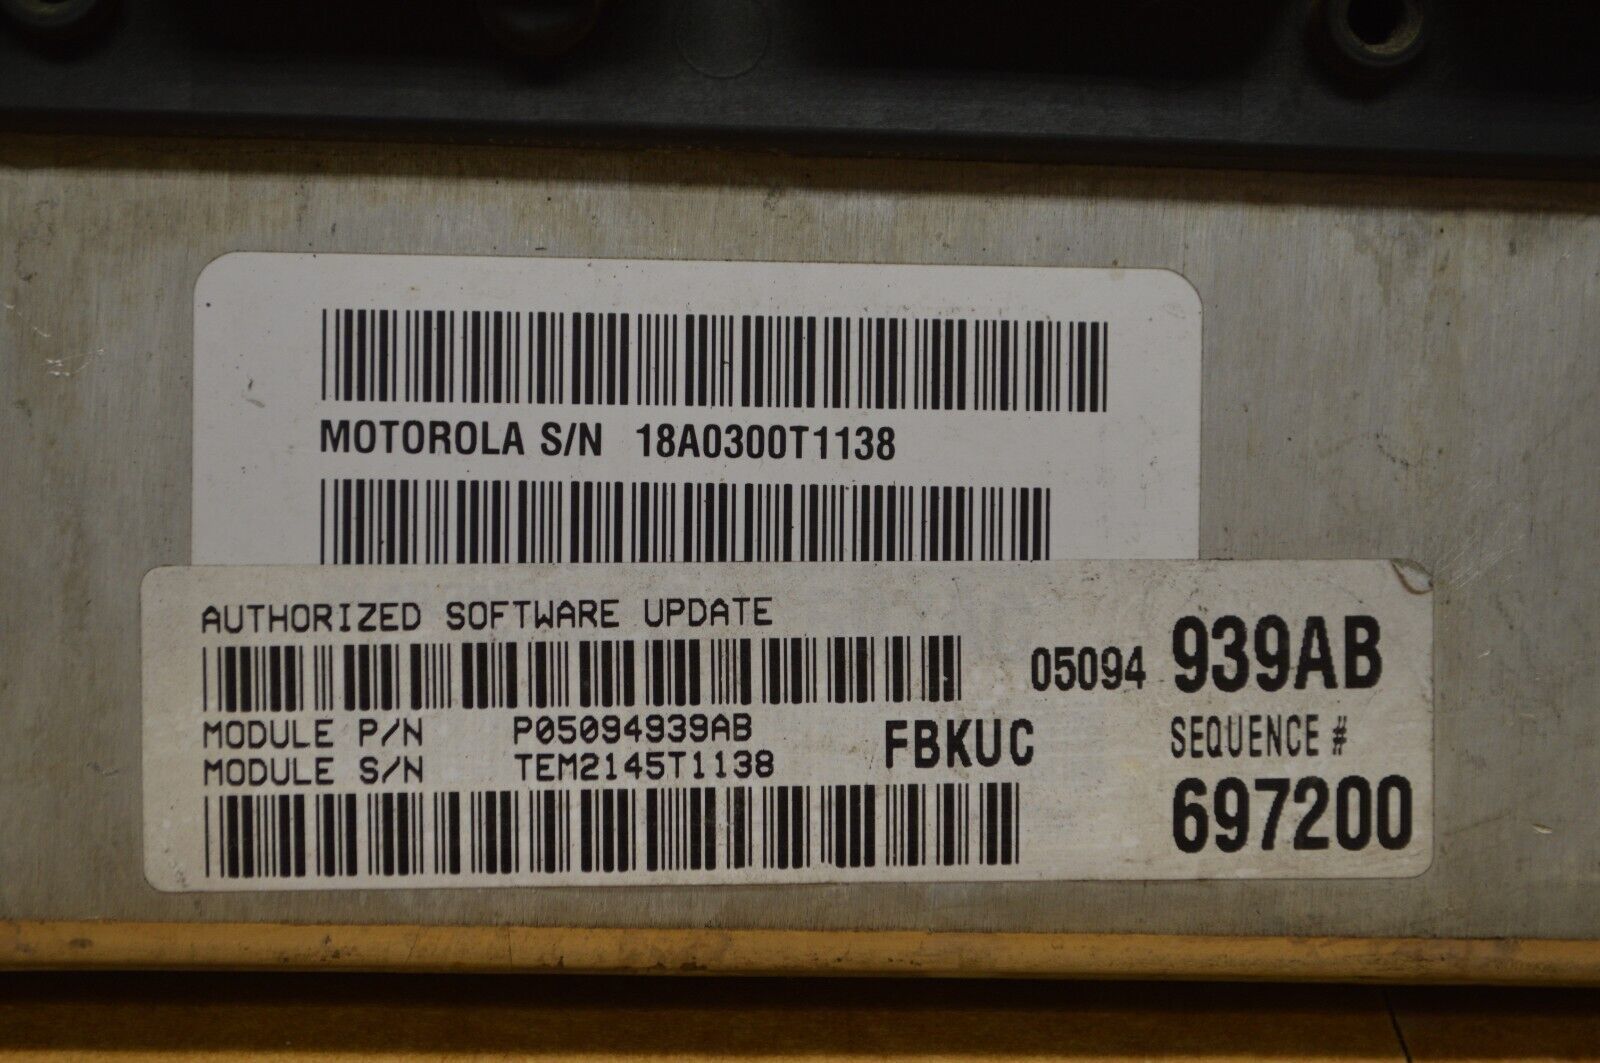 MOTOROLA S/N 18A0300T1138
AUTHORIZED SOFTWARE UPDATE
05094 939AB
MODULE P/N P05094939AB
MODULE S/N TEM2145T1138
FBKUC
SEQUENCE #
697200